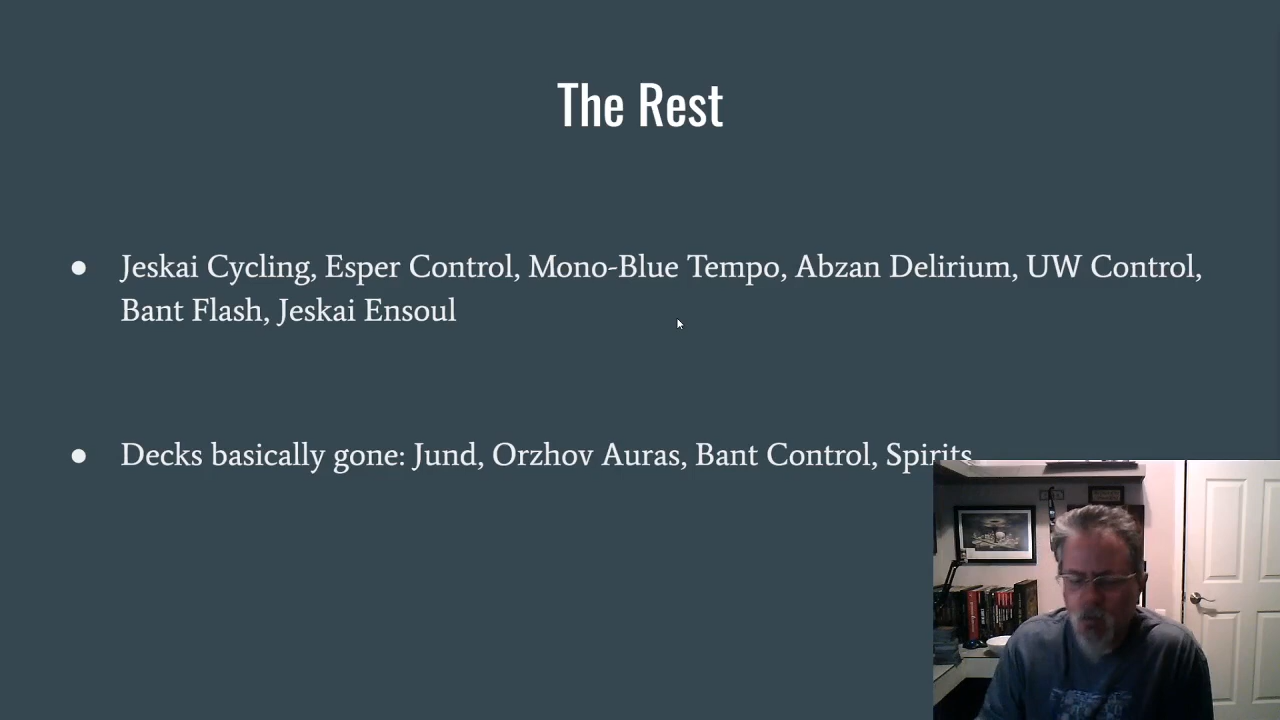 The Rest
● Jeskai Cycling, Esper Control, Mono-Blue Tempo, Abzan Delirium, UW Control,
Bant Flash, Jeskai Ensoul
● Decks basically gone: Jund, Orzhov Auras, Bant Control, Spirits